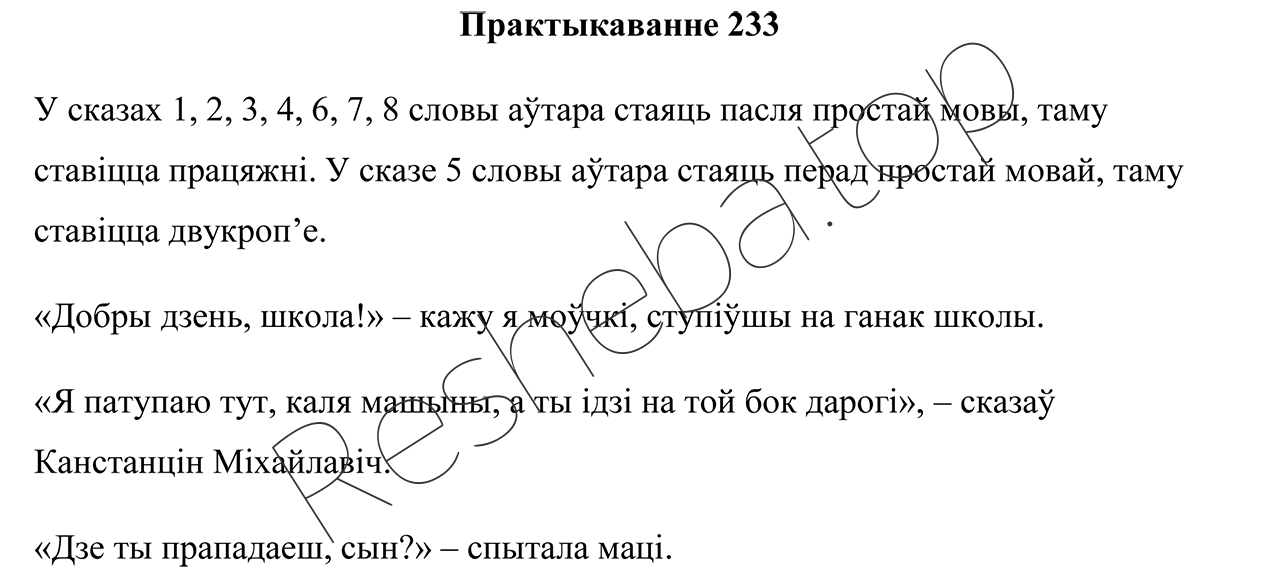 Практыкаванне 233
У сказах 1, 2, 3, 4, 6, 7, 8 словы аўтара стаяць пасля простай мовы, таму
ставіцца працяжні. У сказе 5 словы аўтара стаяць перад простай мовай, таму
ставіцца двукроп’е.
«Добры дзень, школа!» – кажу я моўчкі, ступіўшы на ганак школы.
«Я патупаю тут, каля машыны, а ты ідзі на той бок дарогі», – сказаў
Канстанцін Міхайлавіч.
«Дзе ты прападаеш, сын?» – спытала маці.
Resheba.top